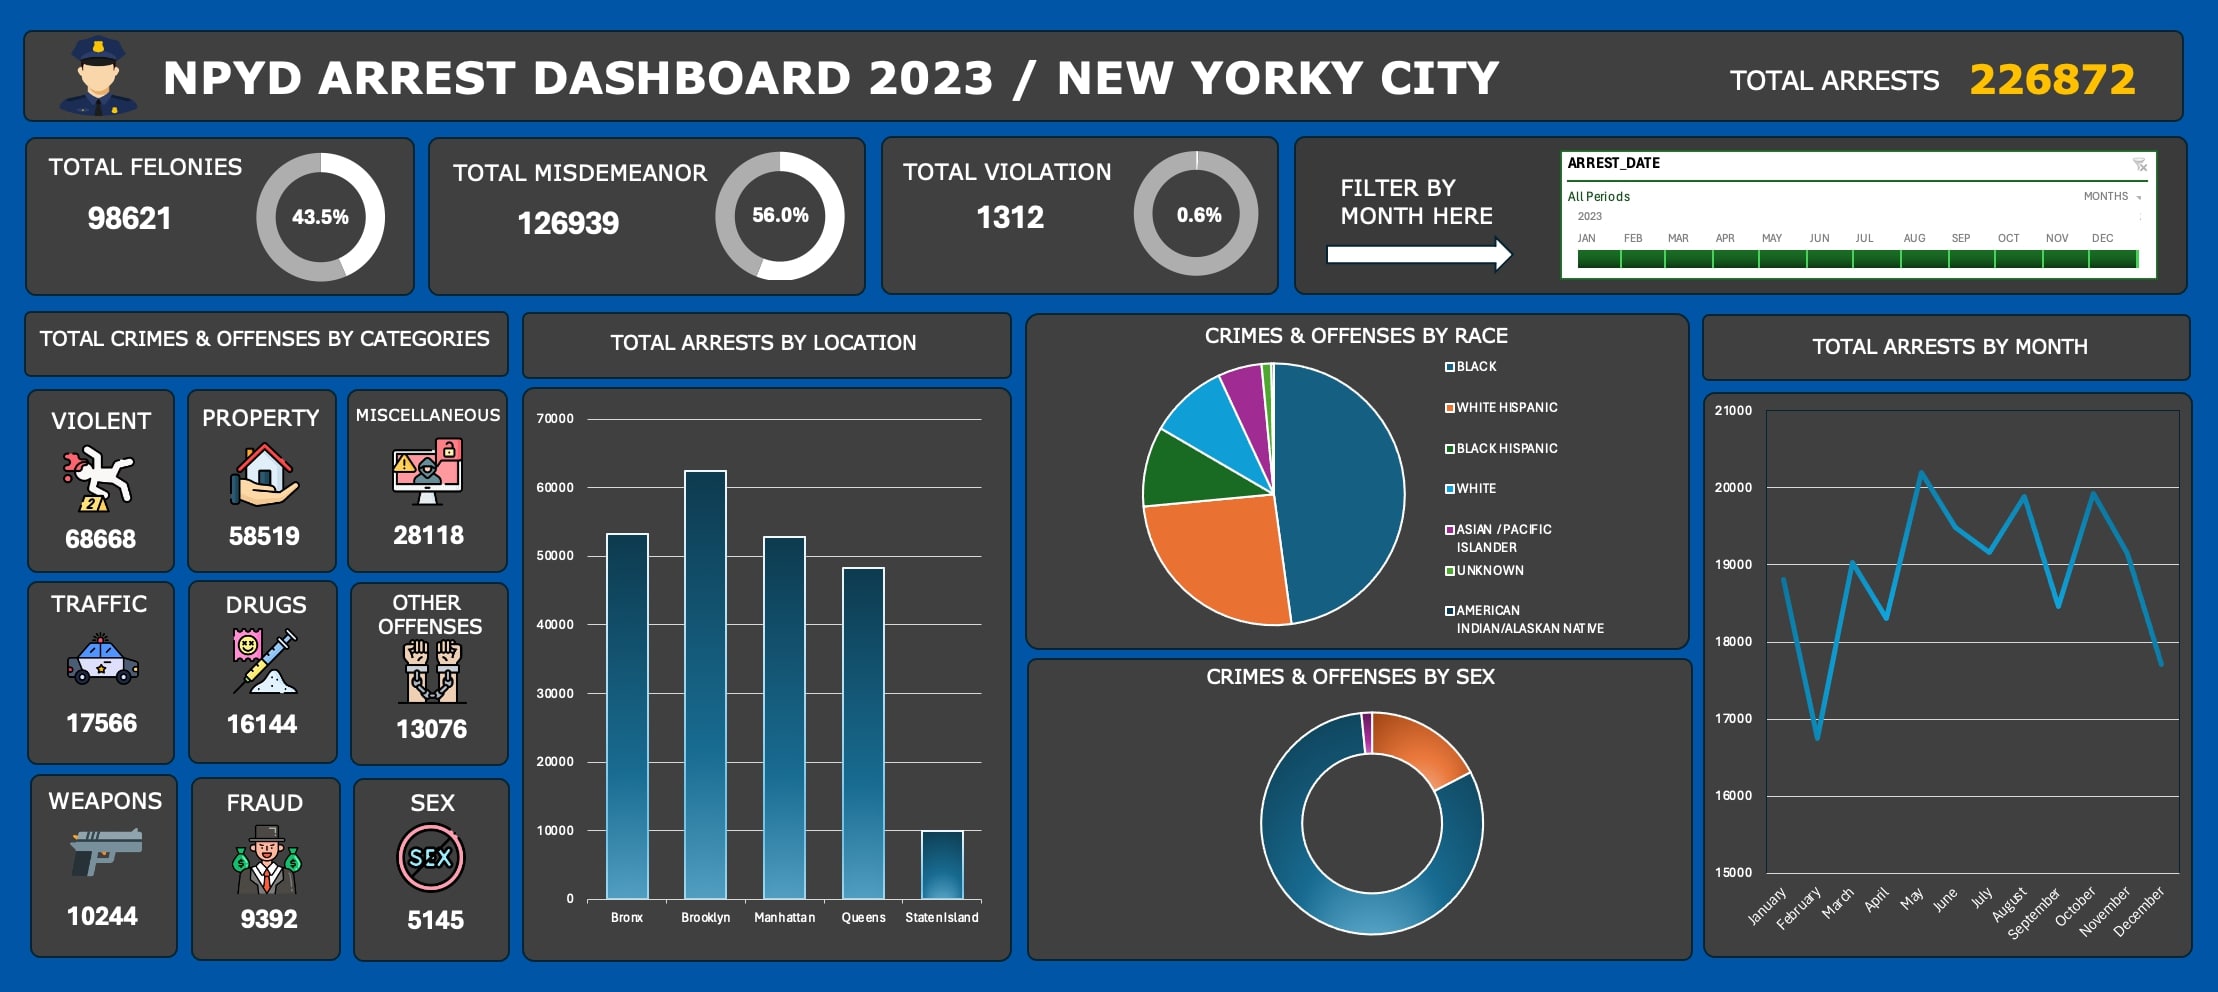 NPYD ARREST DASHBOARD 2023 / NEW YORKY CITY
TOTAL ARRESTS 226872
TOTAL FELONIES
98621
43.5%
TOTAL MISDEMEANOR
126939
56.0%
TOTAL VIOLATION
1312
0.6%
FILTER BY
MONTH HERE
ARREST_DATE
All Periods
MONTHS
2023
JAN FEB MAR APR MAY JUN JUL AUG SEP OCT NOV DEC
TOTAL CRIMES & OFFENSES BY CATEGORIES
VIOLENT
2
68668
PROPERTY
58519
MISCELLANEOUS
28118
TRAFFIC
17566
DRUGS
16144
OTHER
OFFENSES
13076
WEAPONS
10244
FRAUD
$ $
9392
SEX
SEX
5145
TOTAL ARRESTS BY LOCATION
70000
60000
50000
40000
30000
20000
10000
0
Bronx Brooklyn Manhattan Queens Staten Island
CRIMES & OFFENSES BY RACE
BLACK
WHITE HISPANIC
BLACK HISPANIC
WHITE
ASIAN / PACIFIC
ISLANDER
UNKNOWN
AMERICAN
INDIAN/ALASKAN NATIVE
CRIMES & OFFENSES BY SEX
TOTAL ARRESTS BY MONTH
21000
20000
19000
18000
17000
16000
15000
January February March April May June July August September October November December